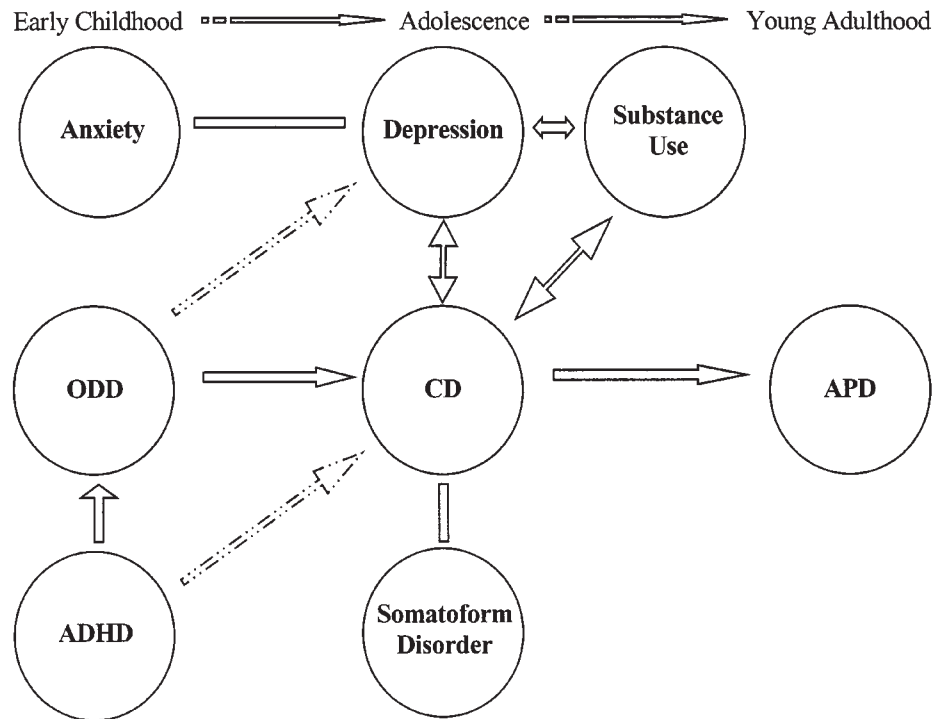 Early Childhood Adolescence Young Adulthood
Anxiety
Depression
Substance
Use
ODD
CD
APD
ADHD
Somatoform
Disorder